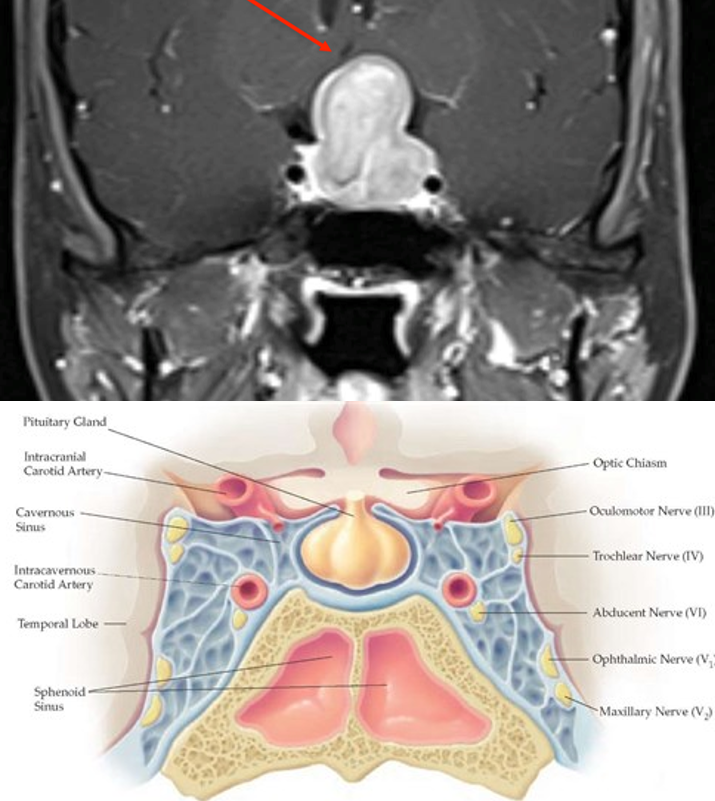 Pituitary Gland
Intracranial
Carotid Artery
Cavernous
Sinus
Intracavernous
Carotid Artery
Temporal Lobe
Sphenoid
Sinus
Optic Chiasm
Oculomotor Nerve (III)
Trochlear Nerve (IV)
Abducent Nerve (VI)
Ophthalmic Nerve (V1)
Maxillary Nerve (V2)